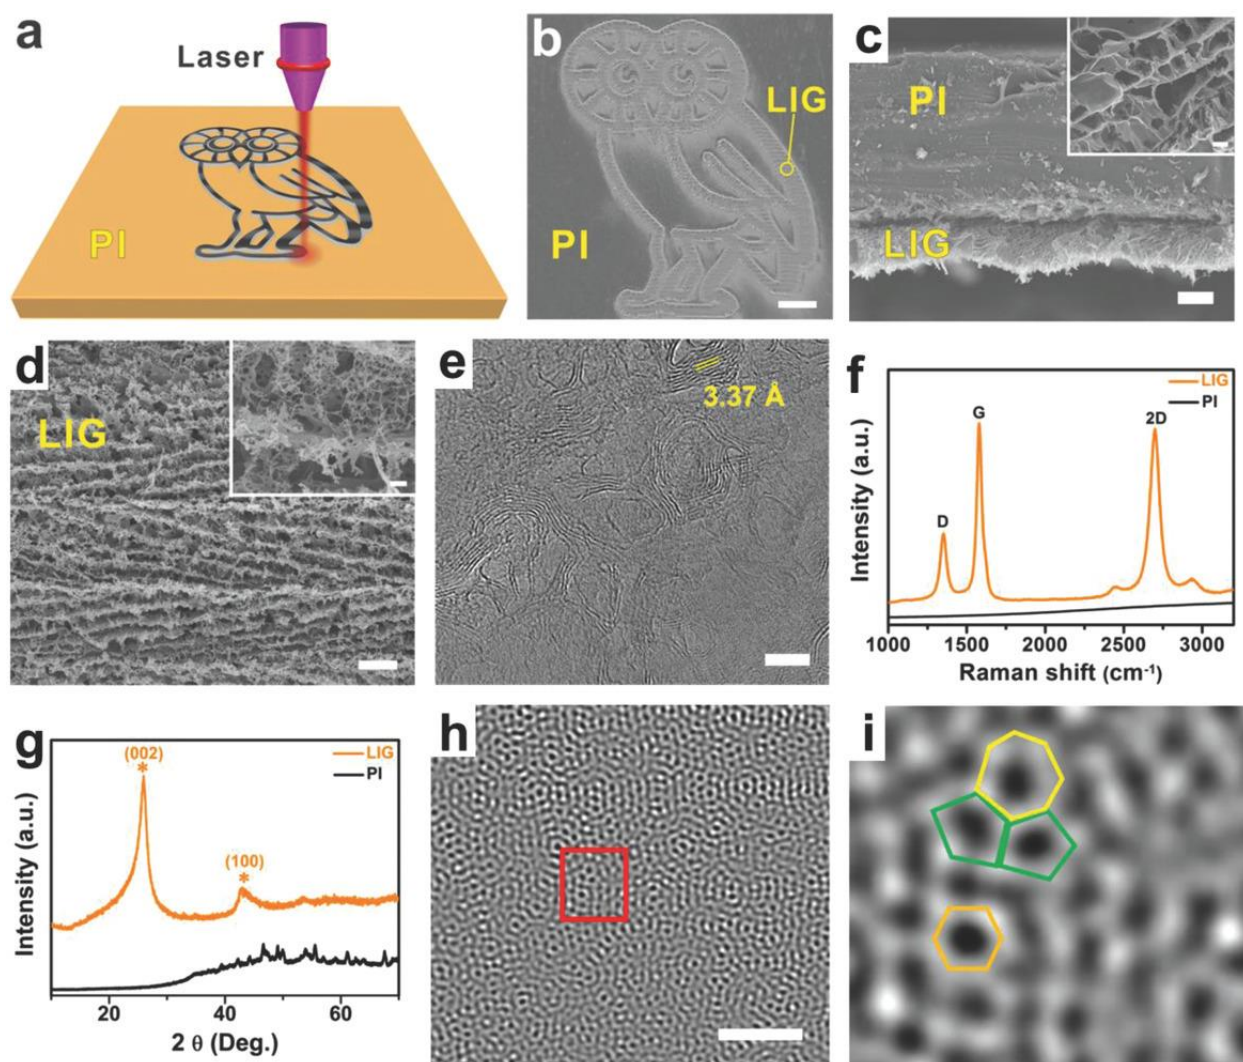 a
Laser
PI
b
LIG
PI
c
PI
LIG
d
LIG
e
3.37 Å
f
LIG
PI
D
G
2D
Intensity (a.u.)
1000
1500
2000
2500
3000
Raman shift (cm⁻¹)
g
LIG
PI
(002)
*
(100)
*
Intensity (a.u.)
20
40
60
2 θ (Deg.)
h
i